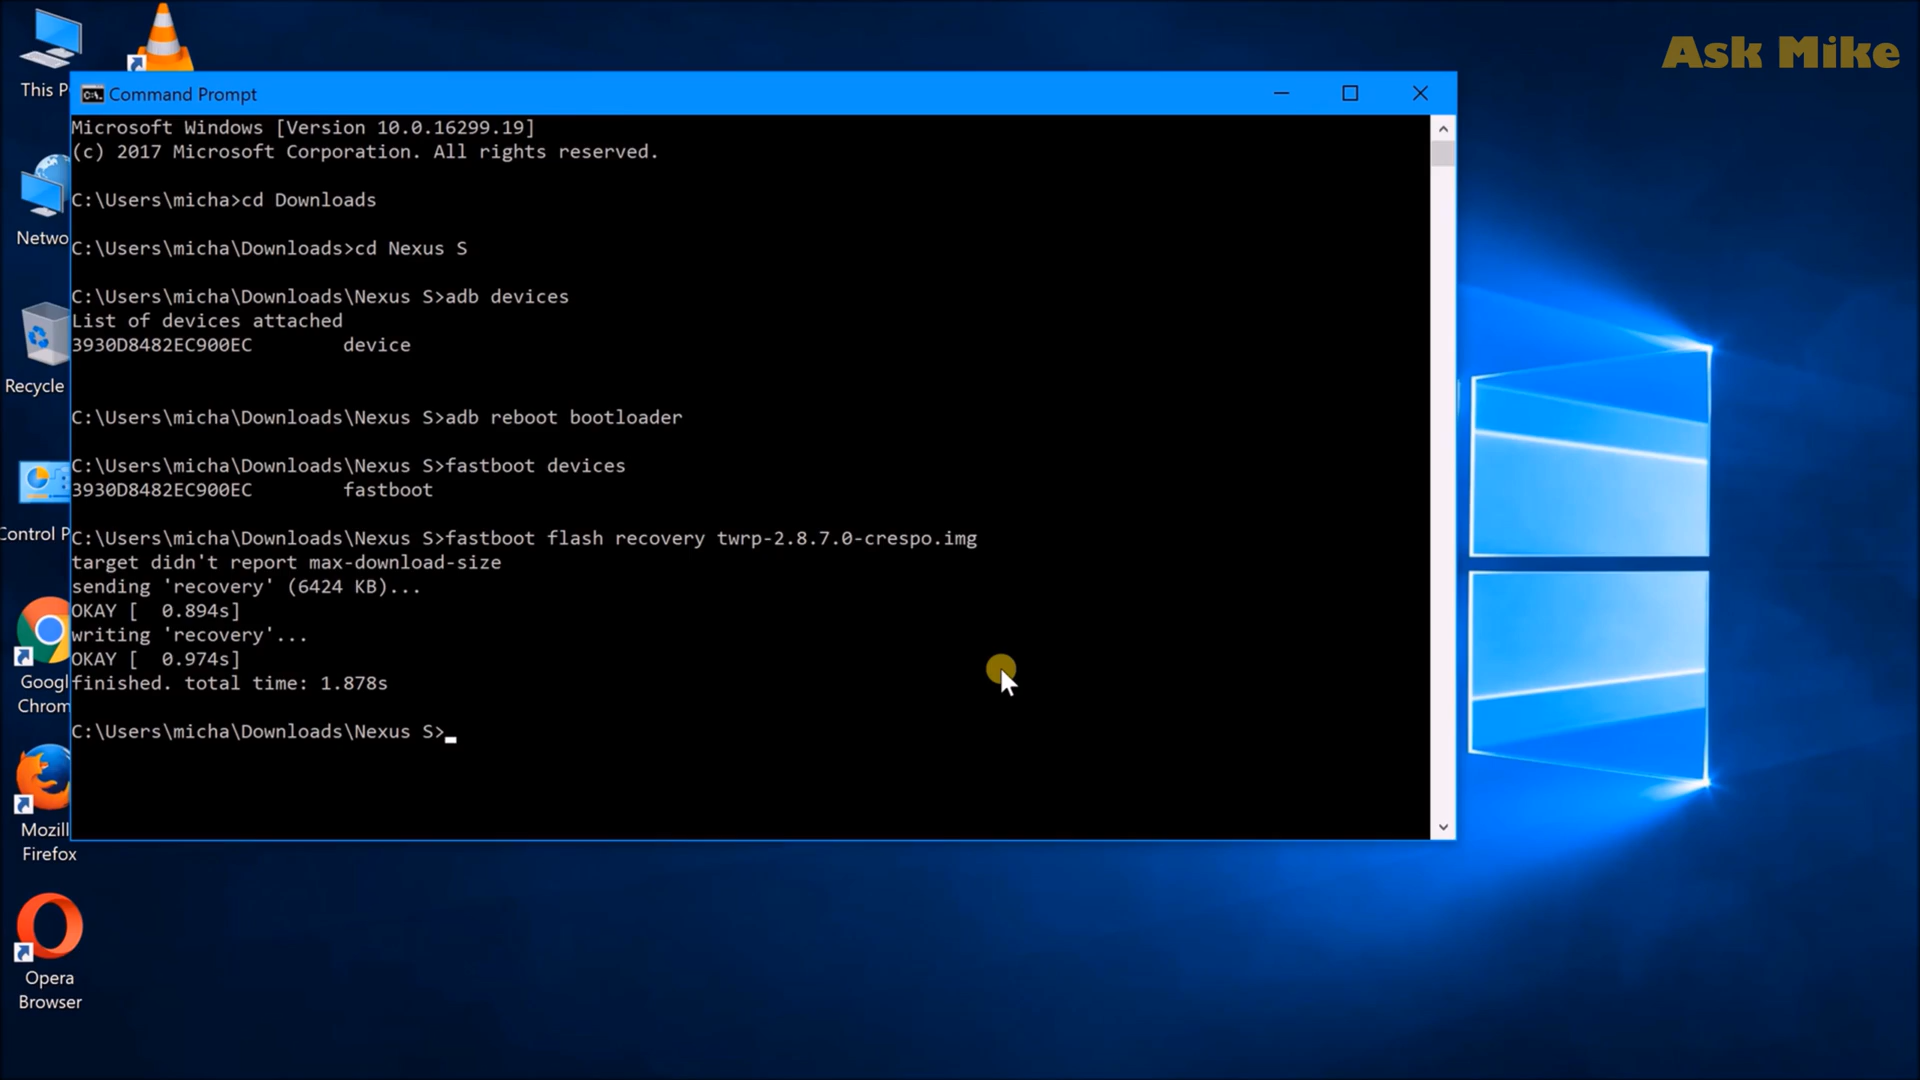 Ask Mike
This P
Command Prompt
Microsoft Windows [Version 10.0.16299.19]
(c) 2017 Microsoft Corporation. All rights reserved.
C:\Users\micha>cd Downloads
C:\Users\micha\Downloads>cd Nexus S
C:\Users\micha\Downloads\Nexus S>adb devices
List of devices attached
3930D8482EC900EC device
C:\Users\micha\Downloads\Nexus S>adb reboot bootloader
C:\Users\micha\Downloads\Nexus S>fastboot devices
3930D8482EC900EC fastboot
C:\Users\micha\Downloads\Nexus S>fastboot flash recovery twrp-2.8.7.0-crespo.img
target didn't report max-download-size
sending 'recovery' (6424 KB)...
OKAY [  0.894s]
writing 'recovery'...
OKAY [  0.974s]
finished. total time: 1.878s
C:\Users\micha\Downloads\Nexus S>
Netwo
Recycle
Control P
Googl
Chrom
Mozill
Firefox
Opera
Browser